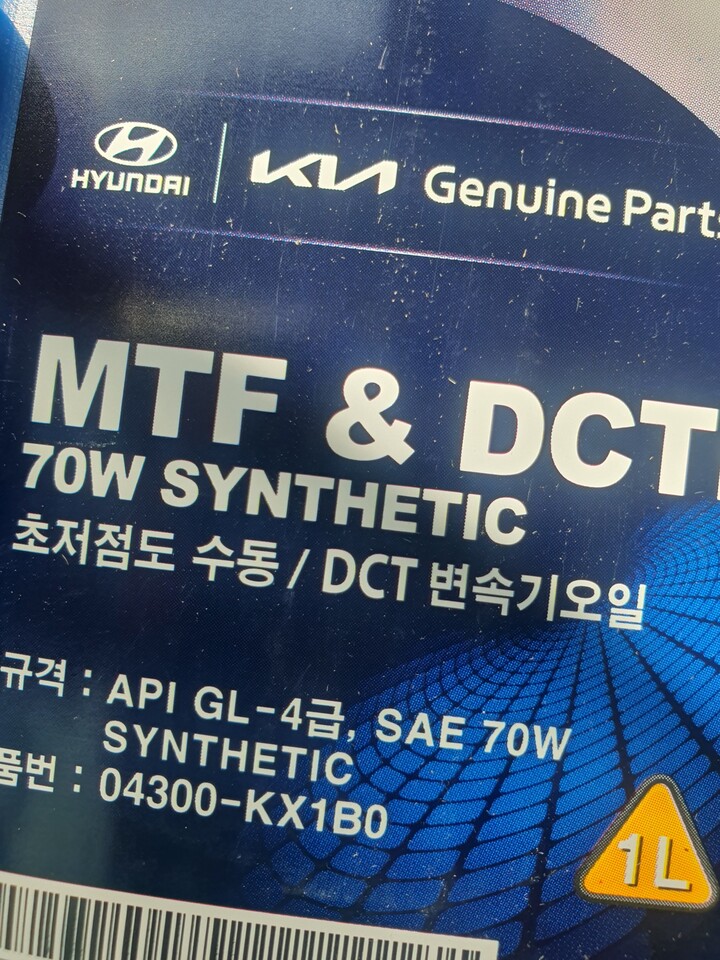 HYUNDAI KIA Genuine Parts
MTF & DCT
70W SYNTHETIC
초저점도 수동 / DCT 변속기오일
규격 : API GL-4급, SAE 70W
SYNTHETIC
품번 : 04300-KX1B0
1L